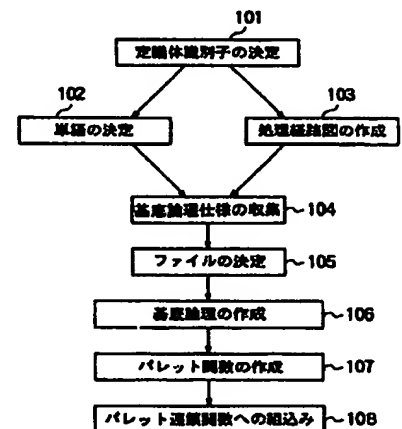 101
定義体識別子の決定
102
103
単語の決定
処理経路図の作成
基底論理仕様の収集
104
ファイルの決定
105
基底論理の作成
106
パレット関数の作成
107
パレット連鎖関数への組込み
108